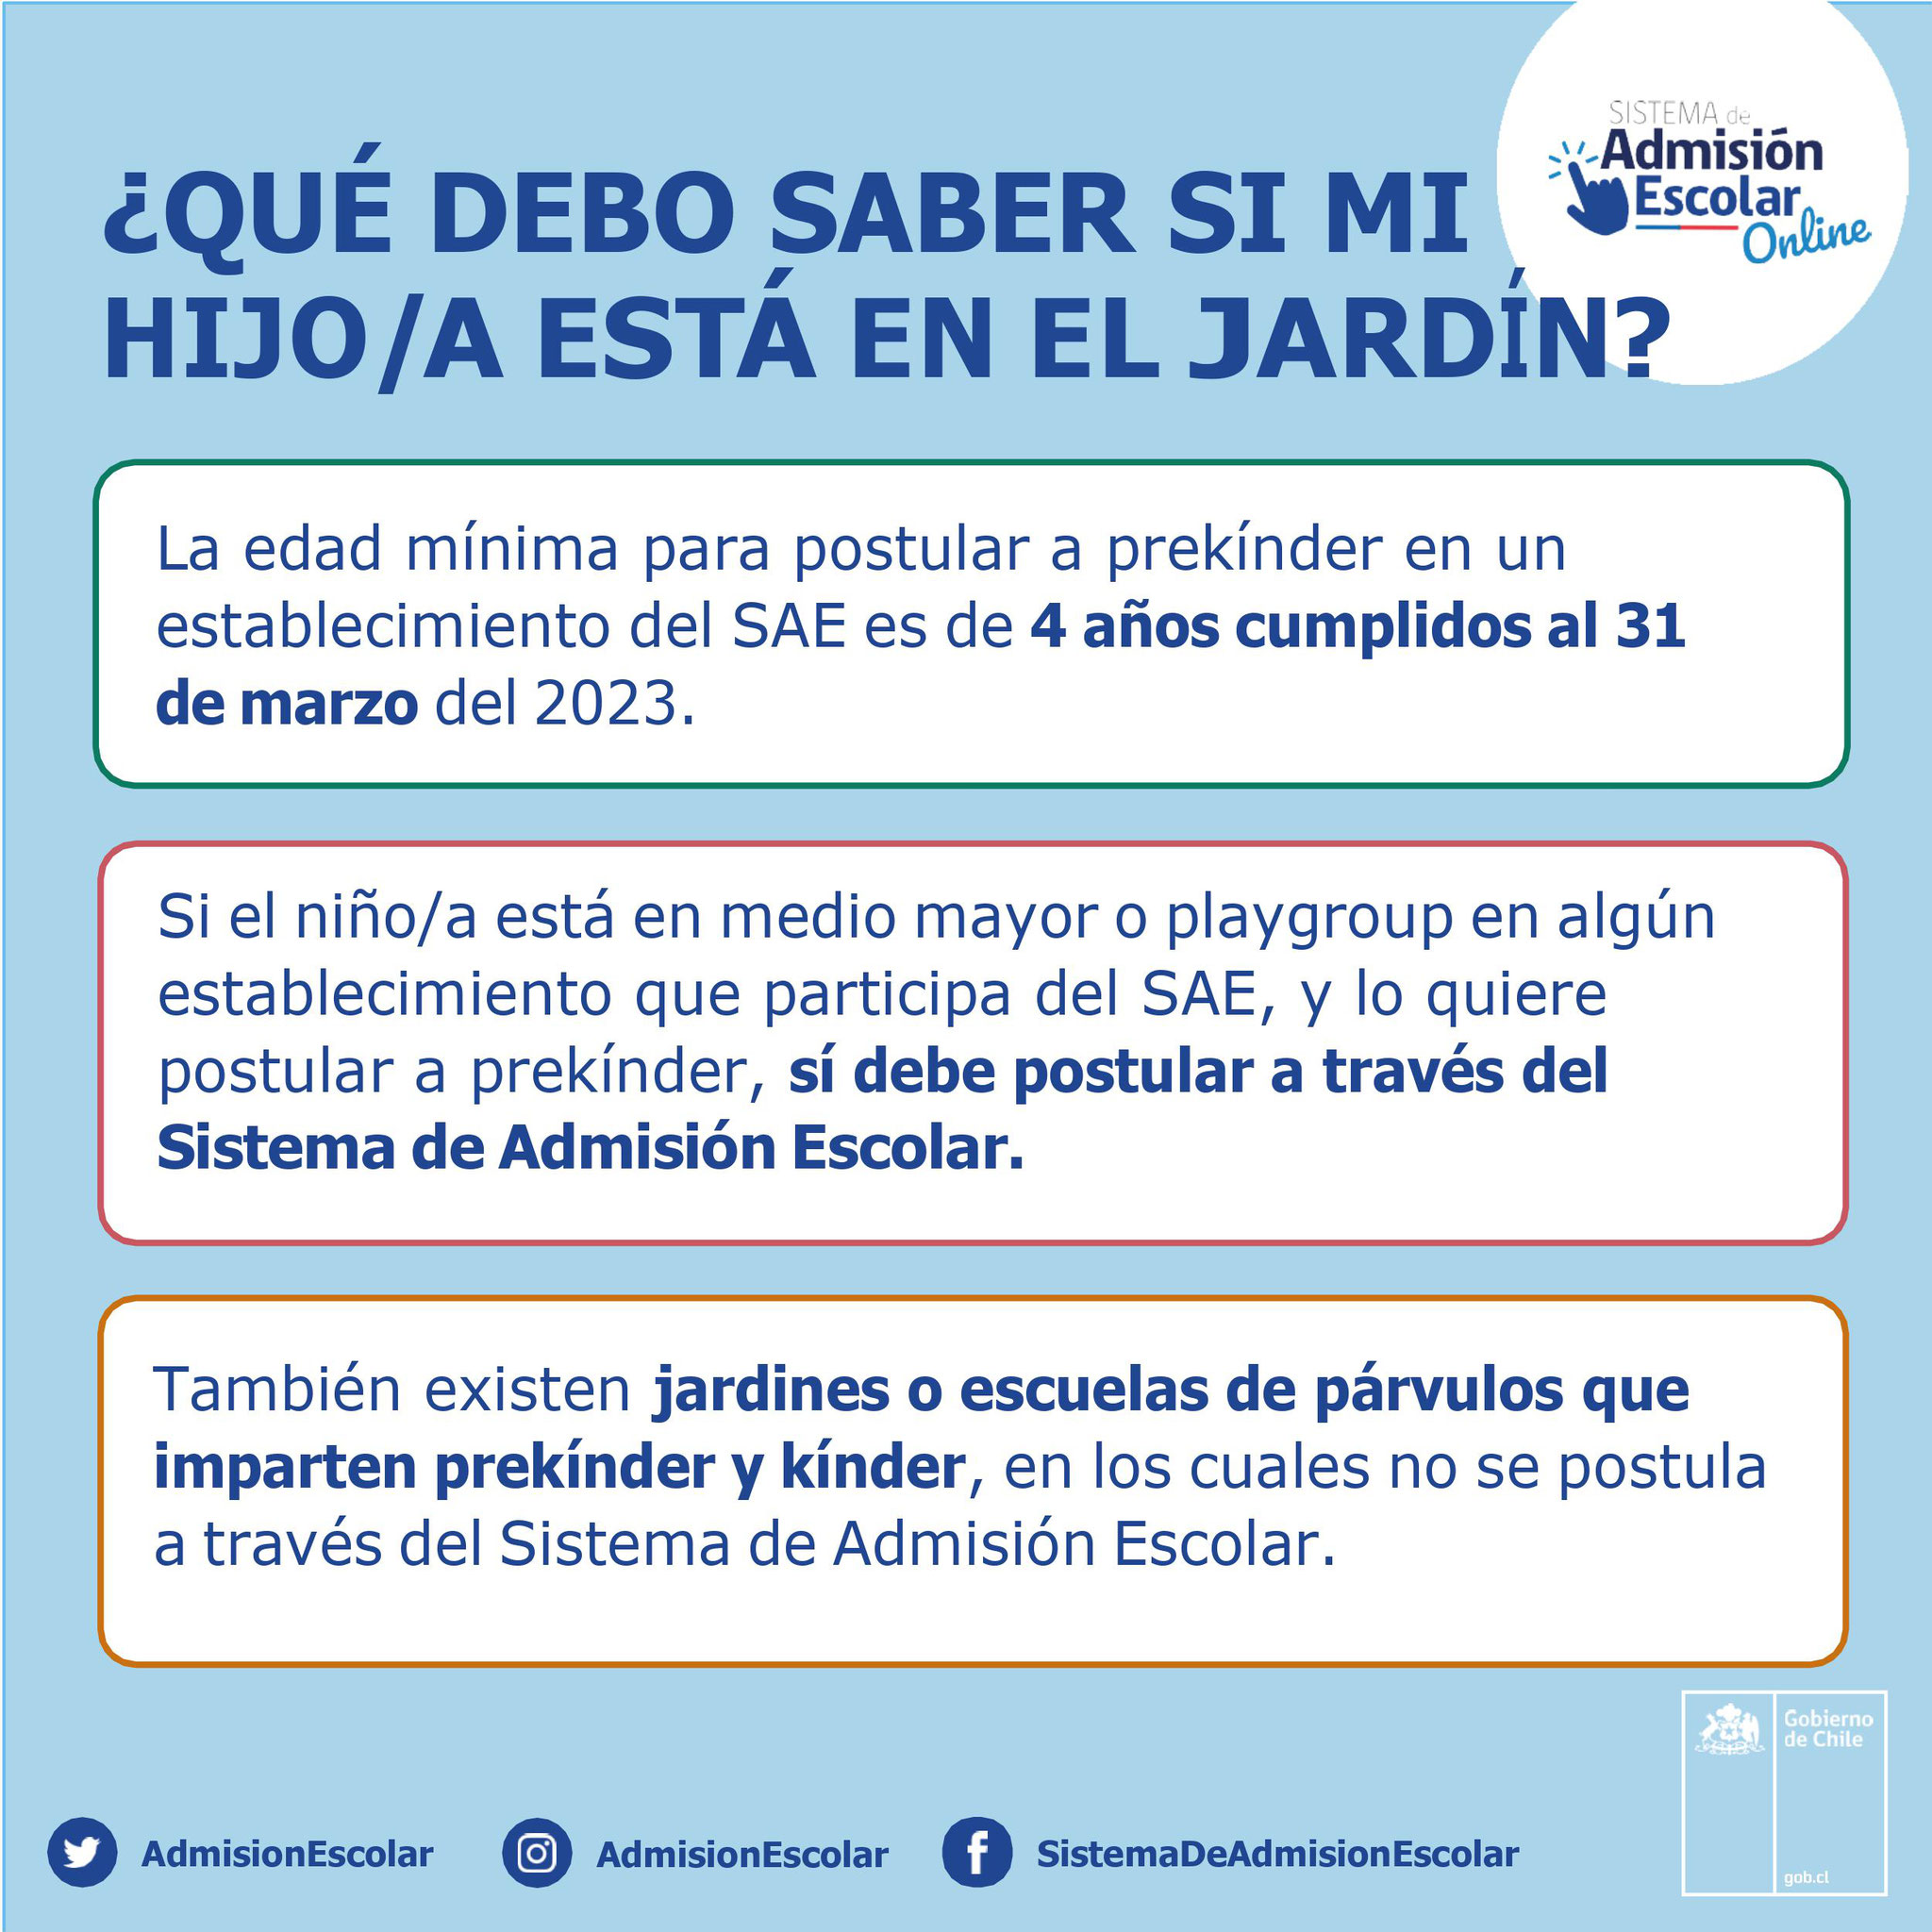 SISTEMA de
Admisión
Escolar
Online
¿QUÉ DEBO SABER SI MI
HIJO/A ESTÁ EN EL JARDÍN?
La edad mínima para postular a prekínder en un
establecimiento del SAE es de 4 años cumplidos al 31
de marzo del 2023.
Si el niño/a está en medio mayor o playgroup en algún
establecimiento que participa del SAE, y lo quiere
postular a prekínder, sí debe postular a través del
Sistema de Admisión Escolar.
También existen jardines o escuelas de párvulos que
imparten prekínder y kínder, en los cuales no se postula
a través del Sistema de Admisión Escolar.
Gobierno
de Chile
gob.cl
AdmisionEscolar
AdmisionEscolar
SistemaDeAdmisionEscolar